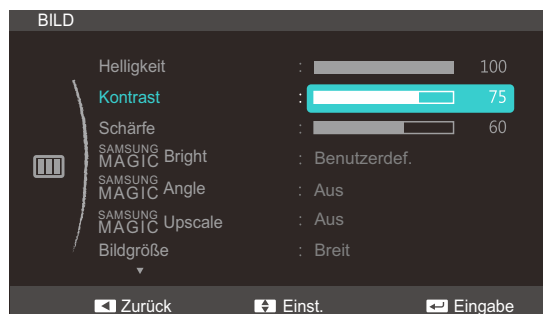 BILD
Helligkeit : 100
Kontrast : 75
Schärfe : 60
SAMSUNG MAGIC Bright : Benutzerdef.
SAMSUNG MAGIC Angle : Aus
SAMSUNG MAGIC Upscale : Aus
Bildgröße : Breit
Zurück Einst. Eingabe